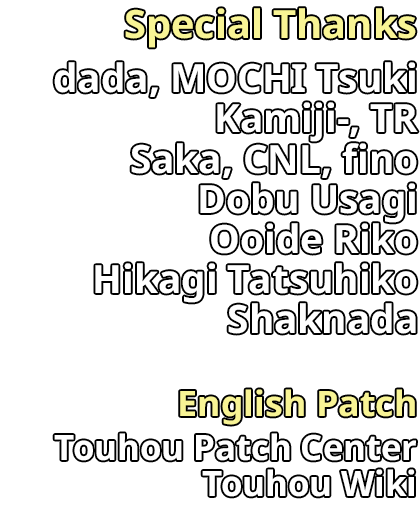 Special Thanks
dada, MOCHI Tsuki
Kamiji-, TR
Saka, CNL, fino
Dobu Usagi
Ooide Riko
Hikagi Tatsuhiko
Shaknada
English Patch
Touhou Patch Center
Touhou Wiki